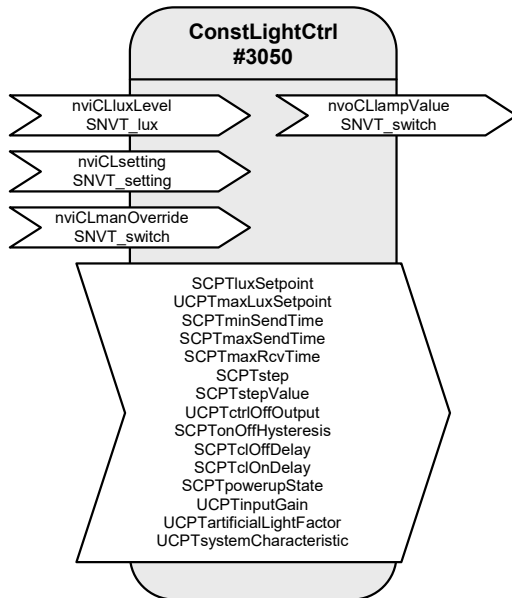 ConstLightCtrl
#3050
nviCLluxLevel
SNVT_lux
nvoCLlampValue
SNVT_switch
nviCLsetting
SNVT_setting
nviCLmanOverride
SNVT_switch
SCPTluxSetpoint
UCPTmaxLuxSetpoint
SCPTminSendTime
SCPTmaxSendTime
SCPTmaxRcvTime
SCPTstep
SCPTstepValue
UCPTctrlOffOutput
SCPTonOffHysteresis
SCPTclOffDelay
SCPTclOnDelay
SCPTpowerupState
UCPTinputGain
UCPTartificialLightFactor
UCPTsystemCharacteristic